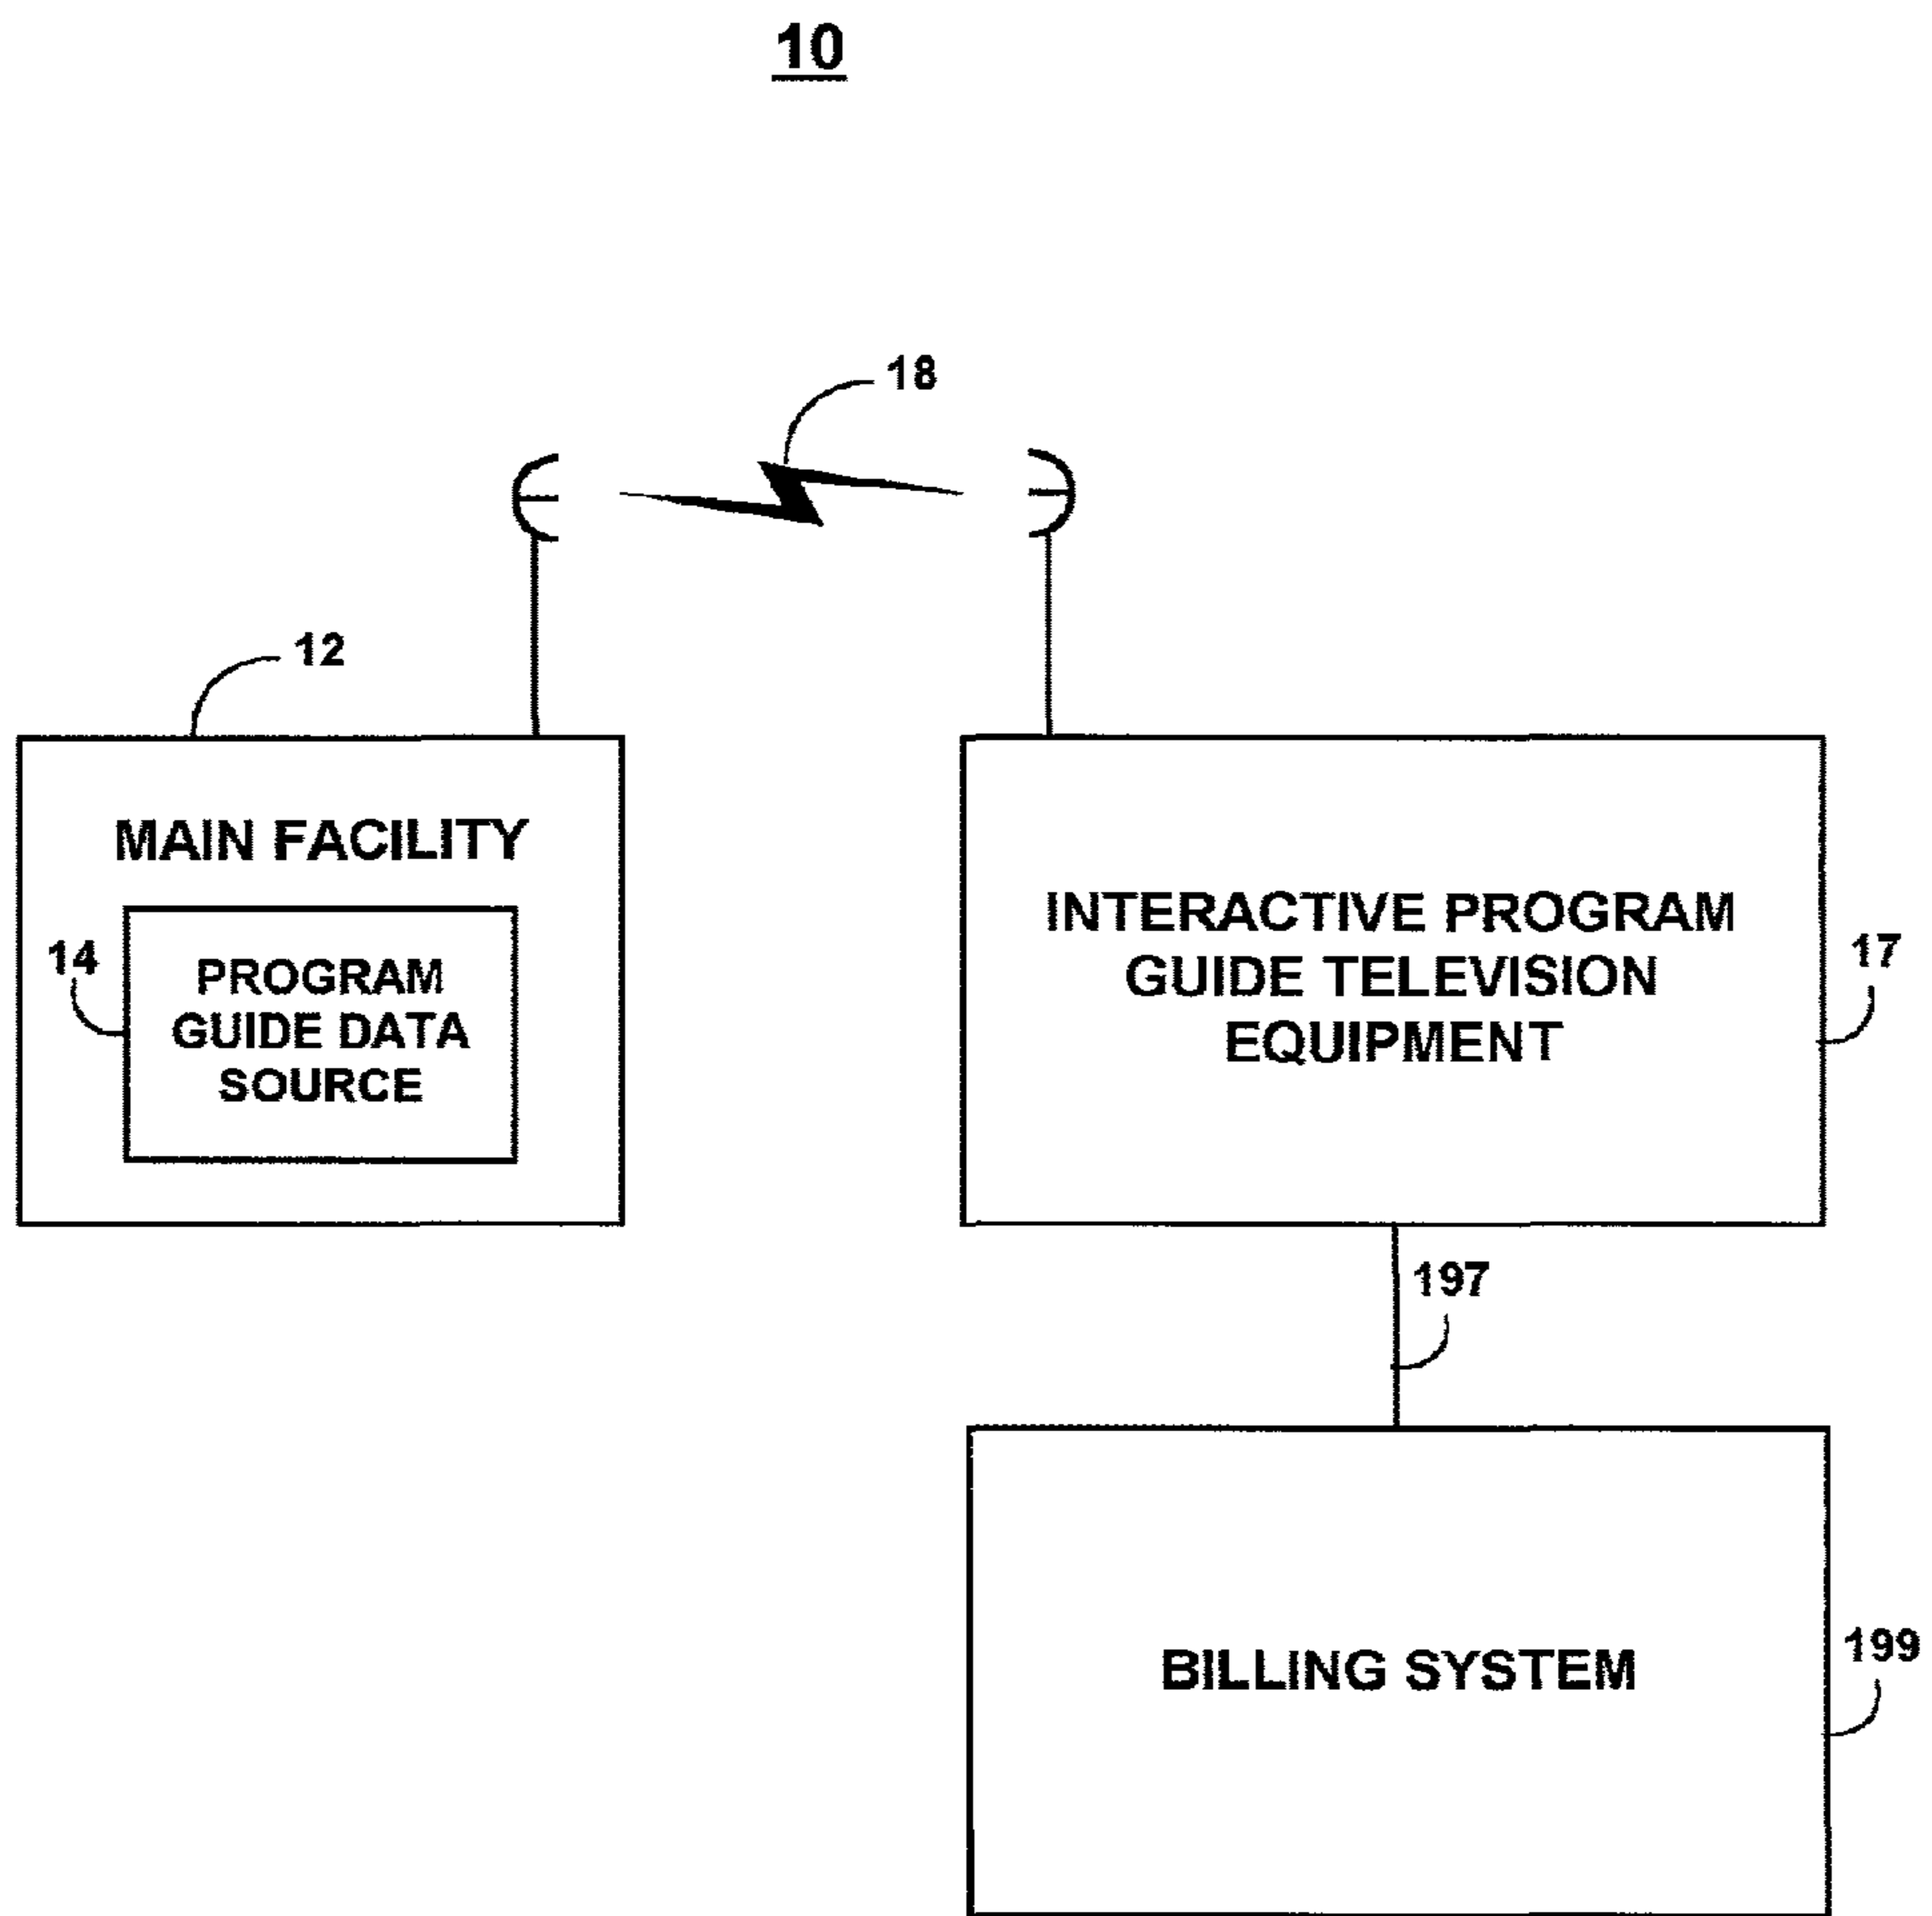 10
18
12
MAIN FACILITY
14
PROGRAM
GUIDE DATA
SOURCE
INTERACTIVE PROGRAM
GUIDE TELEVISION
EQUIPMENT
17
197
BILLING SYSTEM
199